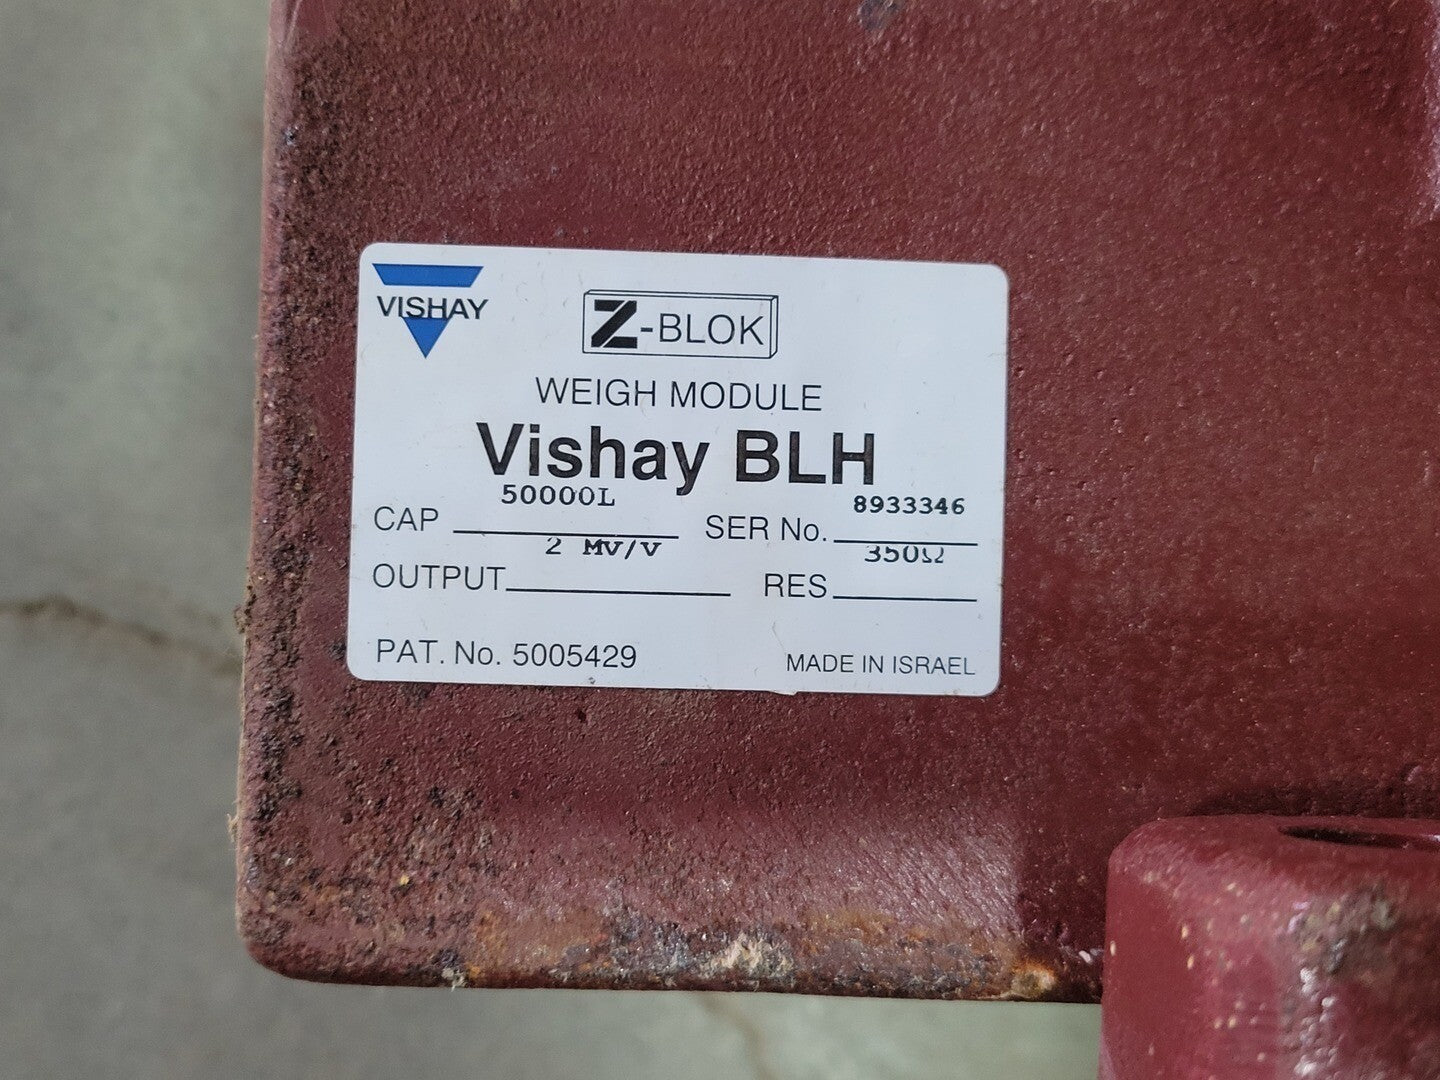 VISHAY
Z-BLOK
WEIGH MODULE
Vishay BLH
CAP 50000L SER No. 8933346
OUTPUT 2 MV/V RES 350Ω
PAT. No. 5005429 MADE IN ISRAEL